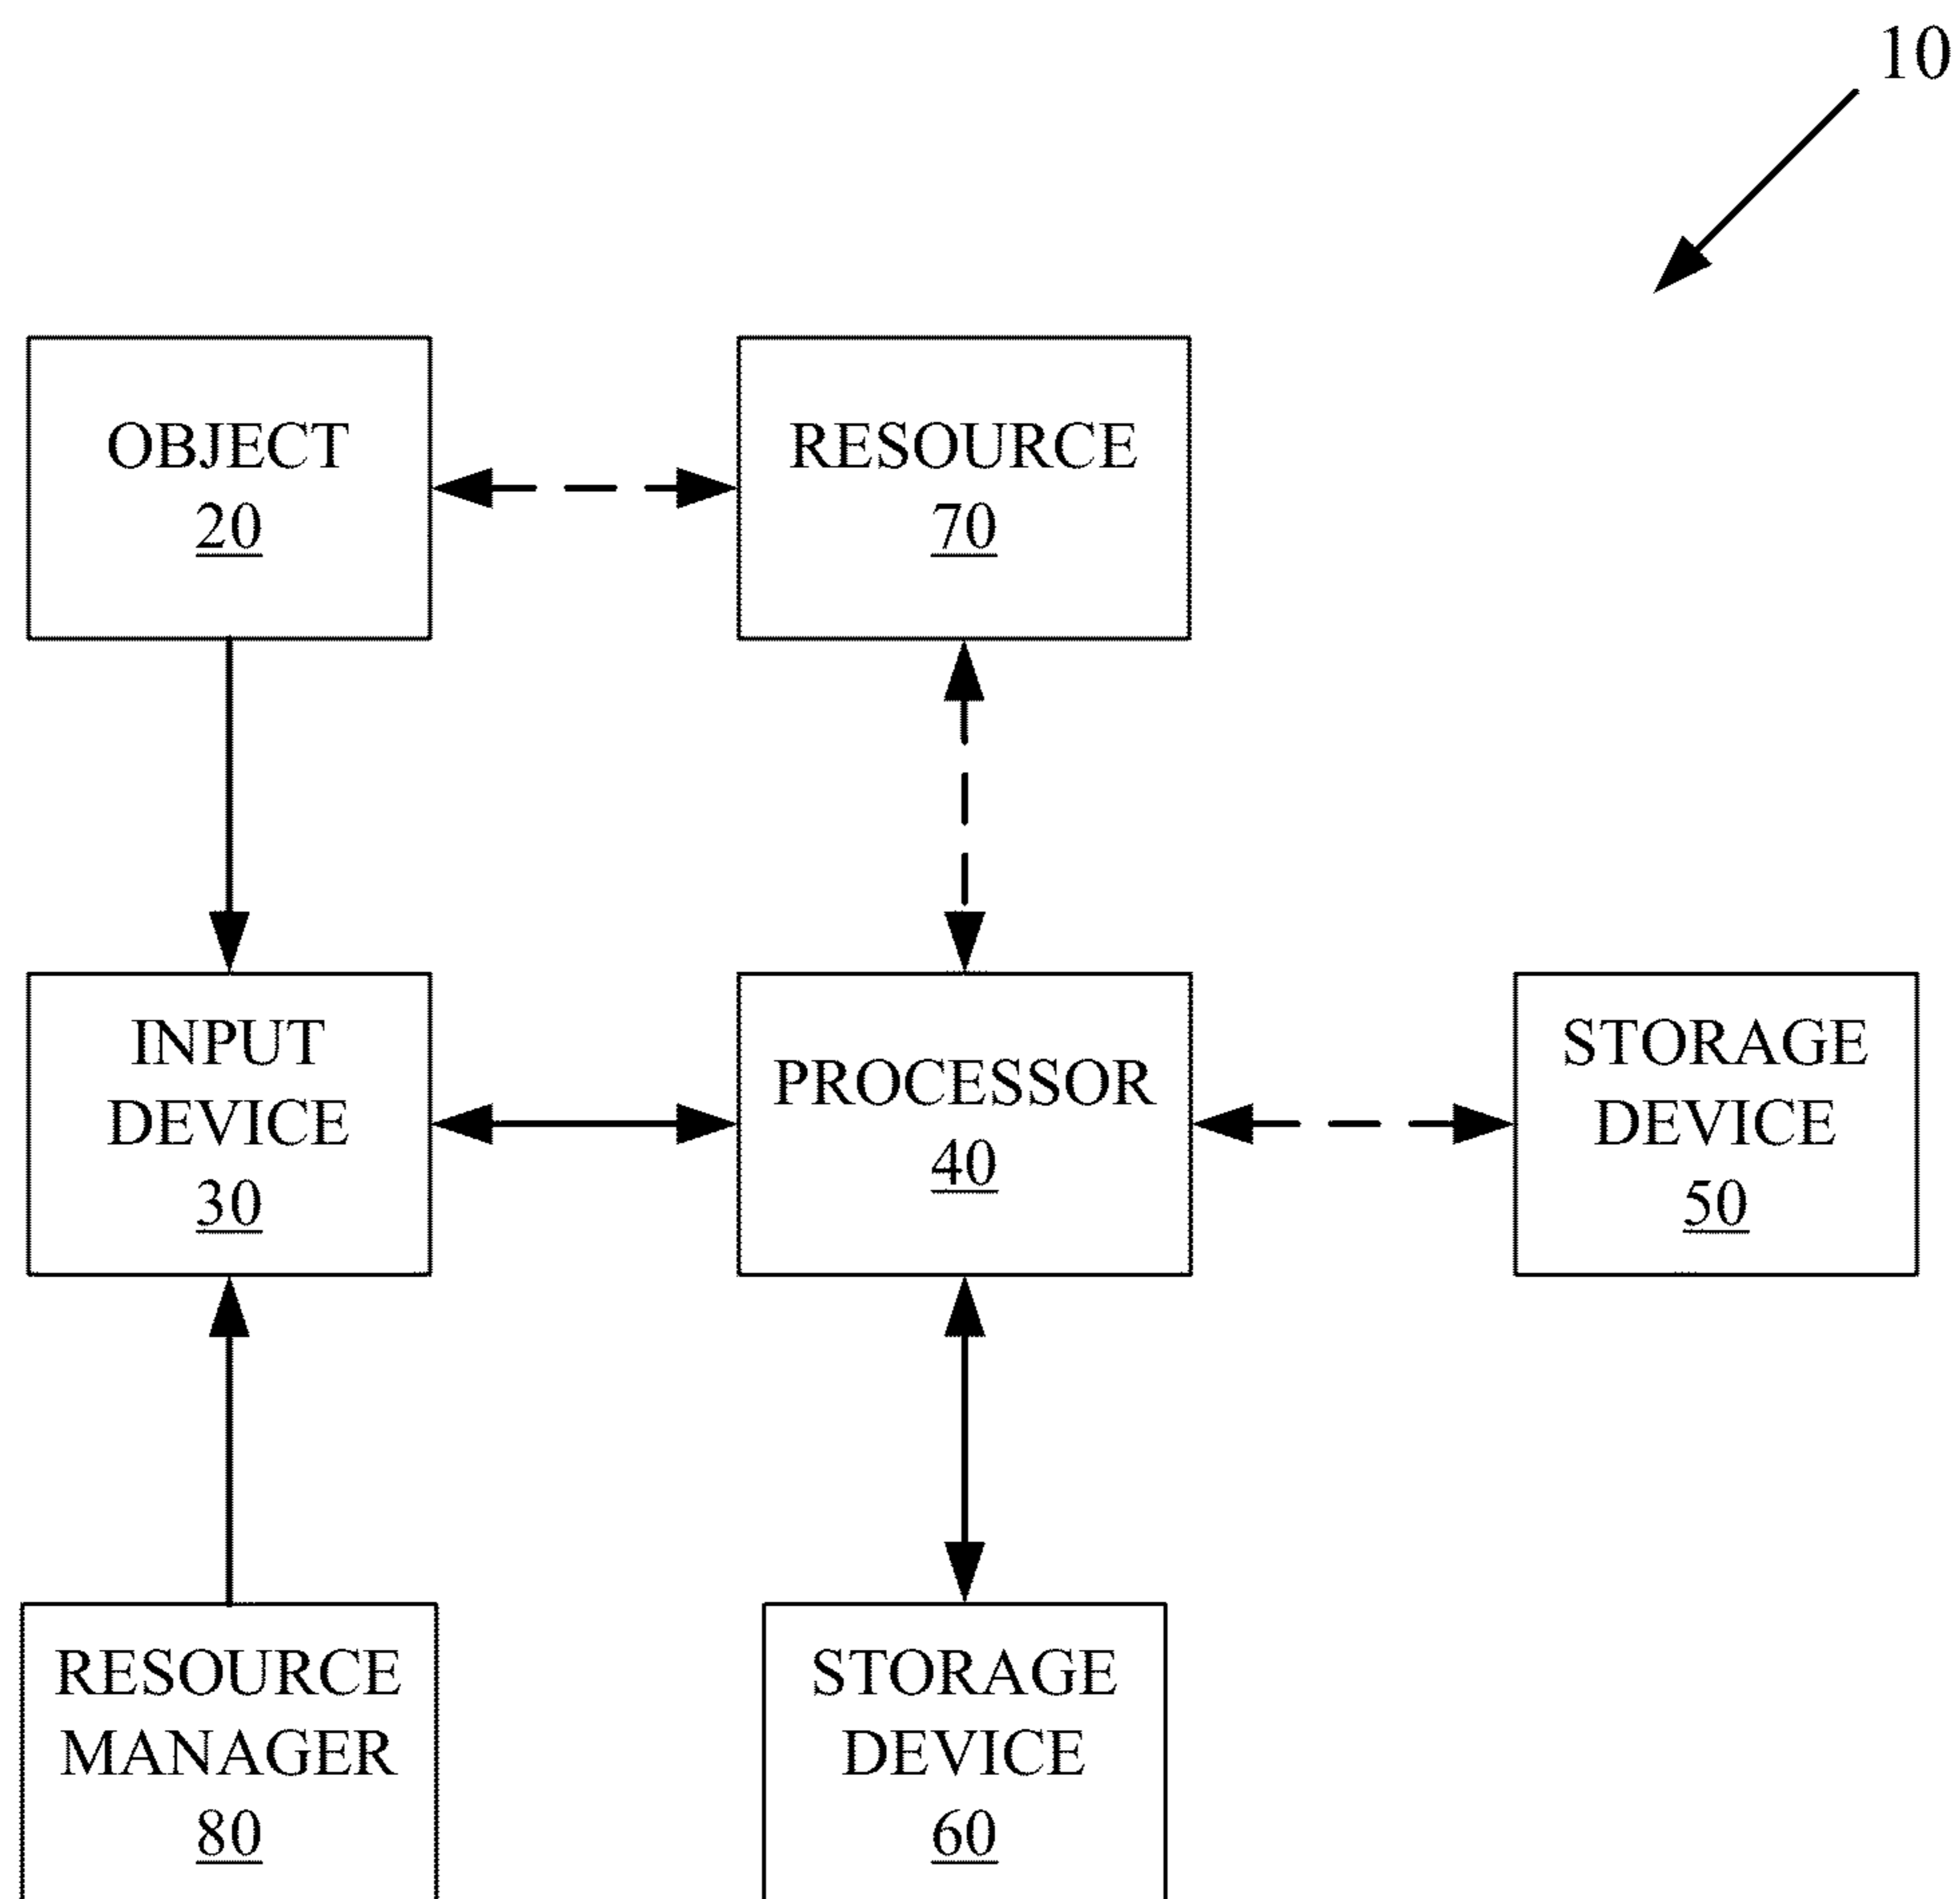 10
OBJECT
20
RESOURCE
70
INPUT
DEVICE
30
PROCESSOR
40
STORAGE
DEVICE
50
RESOURCE
MANAGER
80
STORAGE
DEVICE
60